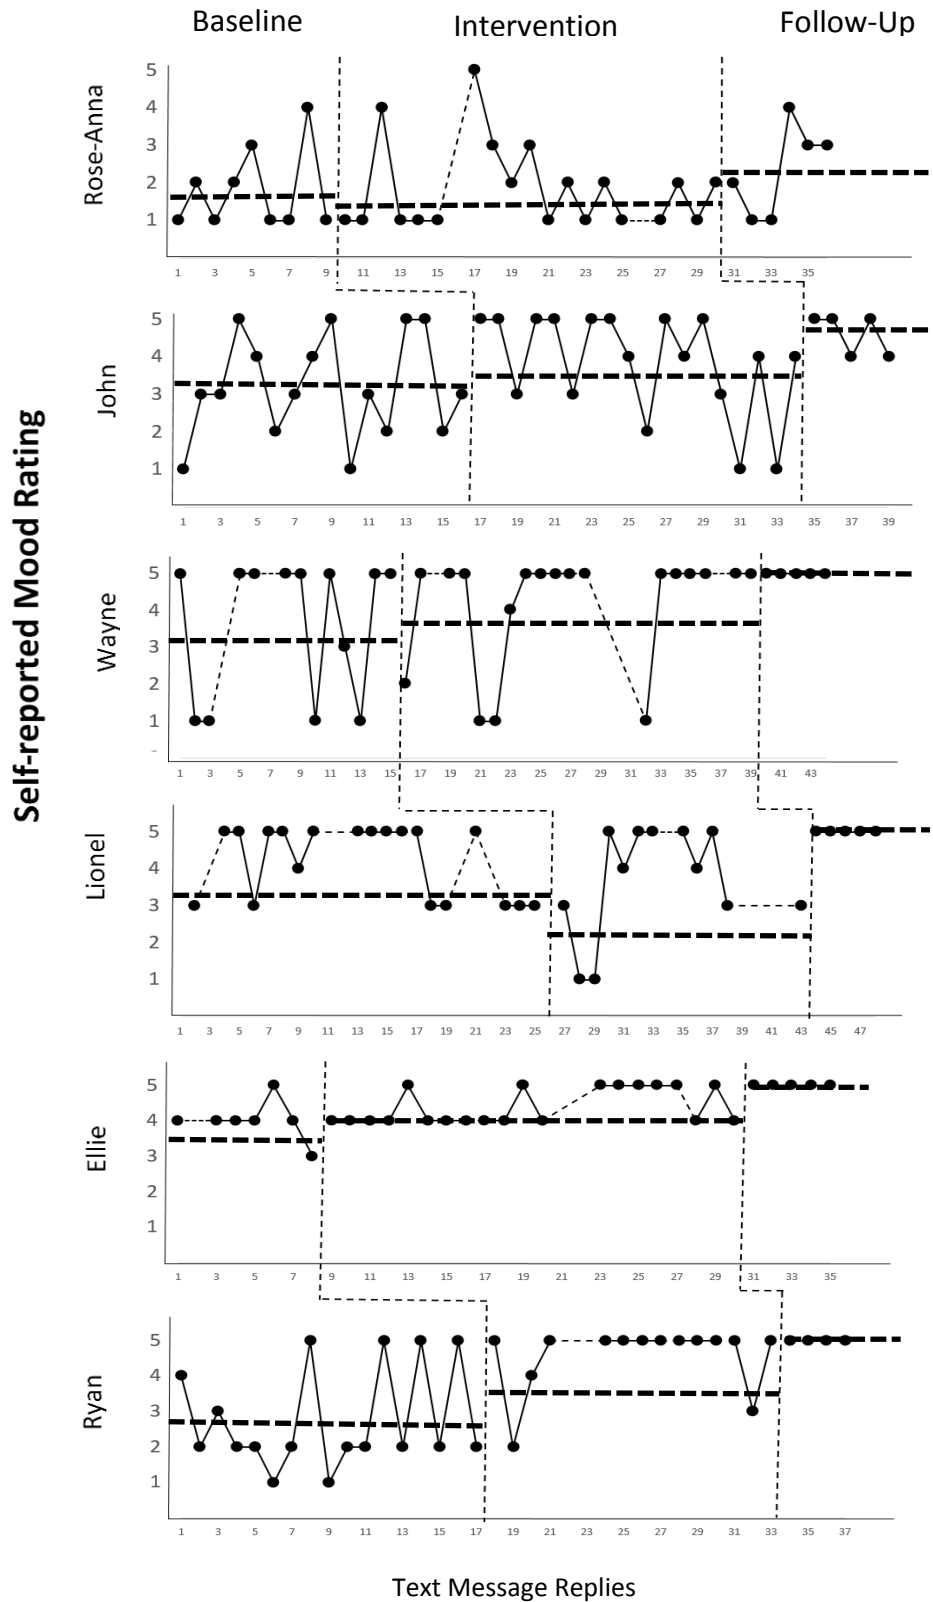 Baseline Intervention Follow-Up
Self-reported Mood Rating
Rose-Anna
5
4
3
2
1
1 3 5 7 9 11 13 15 17 19 21 23 25 27 29 31 33 35
John
5
4
3
2
1
1 3 5 7 9 11 13 15 17 19 21 23 25 27 29 31 33 35 37 39
Wayne
5
4
3
2
1
-
1 3 5 7 9 11 13 15 17 19 21 23 25 27 29 31 33 35 37 39 41 43
Lionel
5
4
3
2
1
1 3 5 7 9 11 13 15 17 19 21 23 25 27 29 31 33 35 37 39 41 43 45 47
Ellie
5
4
3
2
1
1 3 5 7 9 11 13 15 17 19 21 23 25 27 29 31 33 35
Ryan
5
4
3
2
1
1 3 5 7 9 11 13 15 17 19 21 23 25 27 29 31 33 35 37
Text Message Replies